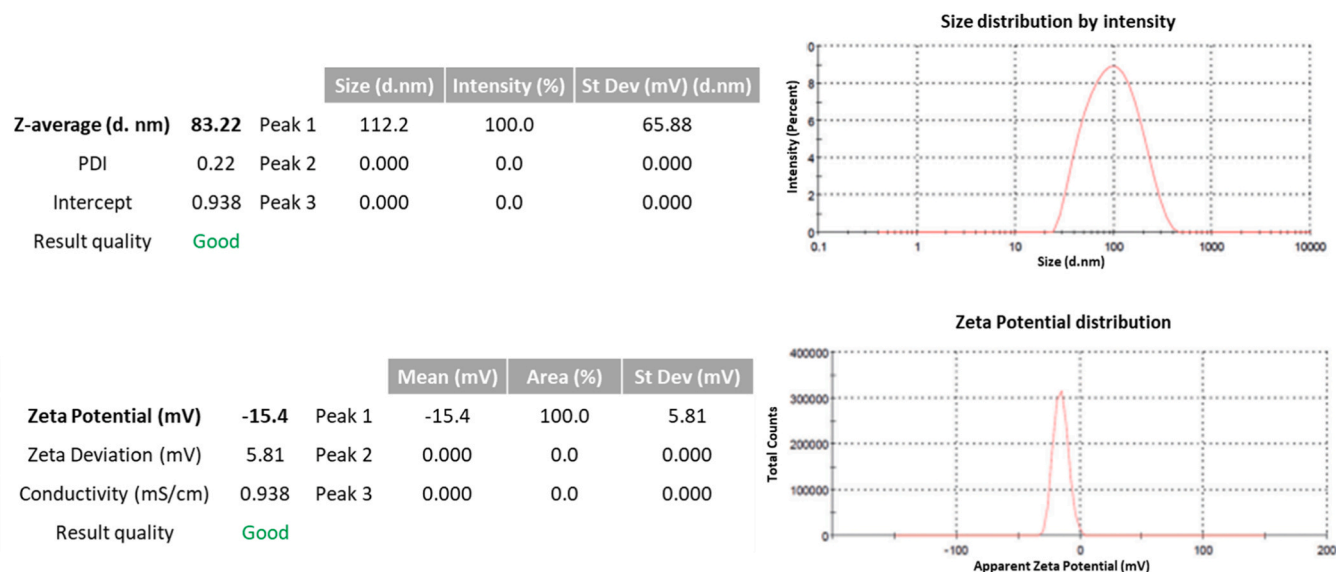 Size distribution by intensity
Size (d.nm) Intensity (%) St Dev (mV) (d.nm)
Z-average (d. nm) 83.22 Peak 1 112.2 100.0 65.88
PDI 0.22 Peak 2 0.000 0.0 0.000
Intercept 0.938 Peak 3 0.000 0.0 0.000
Result quality Good
Intensity (Percent)
0
8
6
4
2
0
0.1 1 10 100 1000 10000
Size (d.nm)
Zeta Potential distribution
Mean (mV) Area (%) St Dev (mV)
Zeta Potential (mV) -15.4 Peak 1 -15.4 100.0 5.81
Zeta Deviation (mV) 5.81 Peak 2 0.000 0.0 0.000
Conductivity (mS/cm) 0.938 Peak 3 0.000 0.0 0.000
Result quality Good
Total Counts
400000
300000
200000
100000
0
-100 0 100 200
Apparent Zeta Potential (mV)